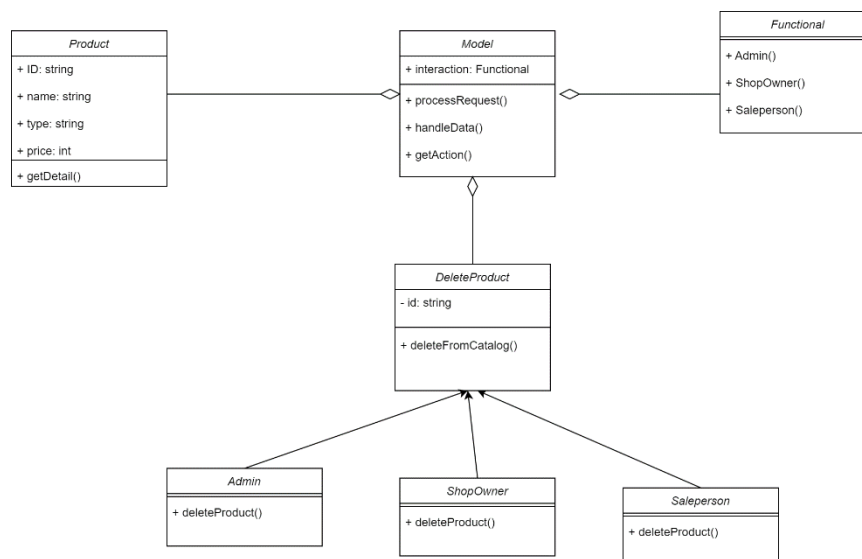 Product
+ ID: string
+ name: string
+ type: string
+ price: int
+ getDetail()
Model
+ interaction: Functional
+ processRequest()
+ handleData()
+ getAction()
Functional
+ Admin()
+ ShopOwner()
+ Saleperson()
DeleteProduct
- id: string
+ deleteFromCatalog()
Admin
+ deleteProduct()
ShopOwner
+ deleteProduct()
Saleperson
+ deleteProduct()